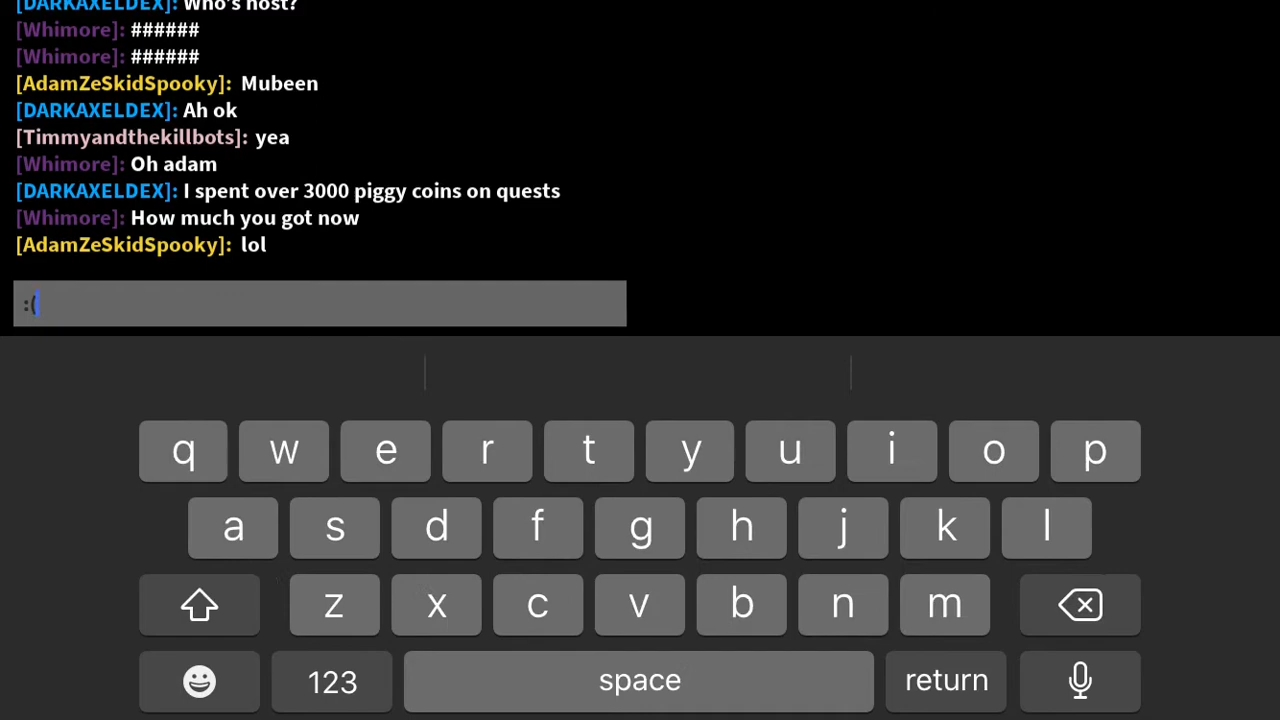 [DARKAXELDEX]: Who's host?
[Whimore]: ######
[Whimore]: ######
[AdamZeSkidSpooky]: Mubeen
[DARKAXELDEX]: Ah ok
[Timmyandthekillbots]: yea
[Whimore]: Oh adam
[DARKAXELDEX]: I spent over 3000 piggy coins on quests
[Whimore]: How much you got now
[AdamZeSkidSpooky]: lol
:(
q w e r t y u i o p
a s d f g h j k l
z x c v b n m
123 space return